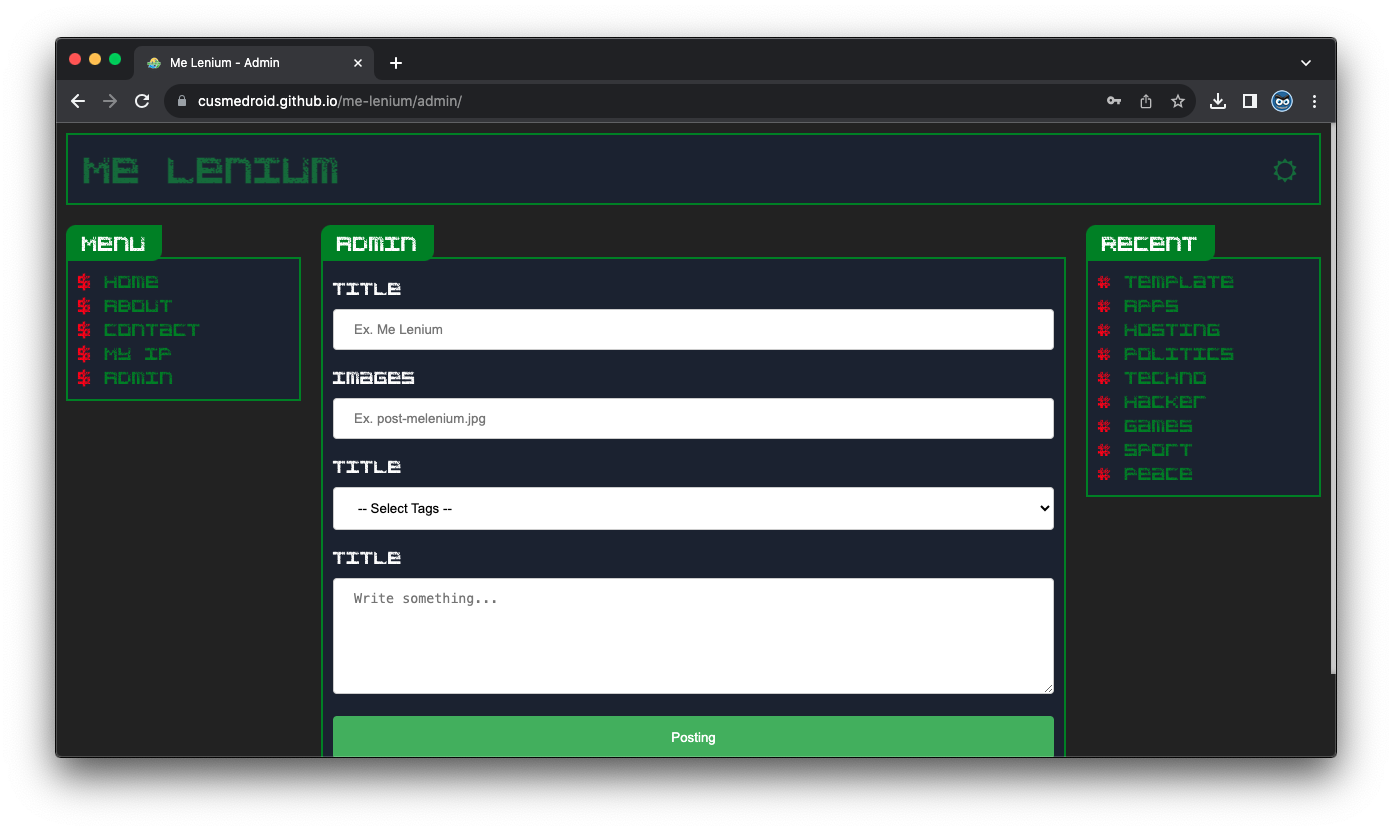 Me Lenium - Admin
cusmedroid.github.io/me-lenium/admin/
Me Lenium
Menu
$ Home
$ About
$ Contact
$ My IP
$ Admin
Admin
Title
Ex. Me Lenium
Images
Ex. post-melenium.jpg
Title
-- Select Tags --
Title
Write something...
Posting
Recent
# Template
# Apps
# Hosting
# Politics
# Techno
# Hacker
# Games
# Sport
# Peace